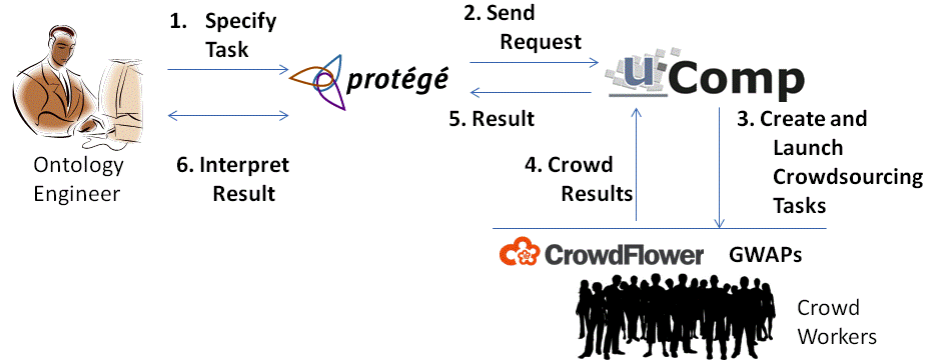 1. Specify
Task
2. Send
Request
protégé
uComp
5. Result
3. Create and
Launch
Crowdsourcing
Tasks
Ontology
Engineer
6. Interpret
Result
4. Crowd
Results
CrowdFlower
GWAPs
Crowd
Workers